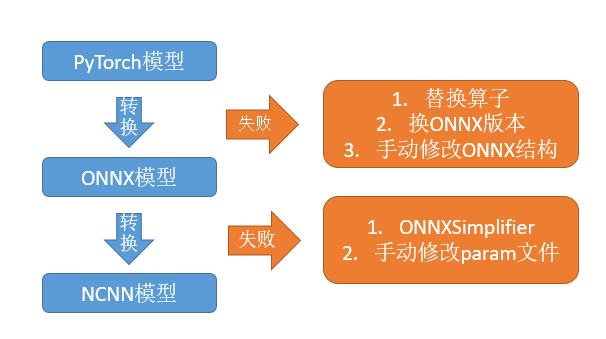 PyTorch模型
转换
失败
1. 替换算子
2. 换ONNX版本
3. 手动修改ONNX结构
ONNX模型
转换
失败
1. ONNXSimplifier
2. 手动修改param文件
NCNN模型